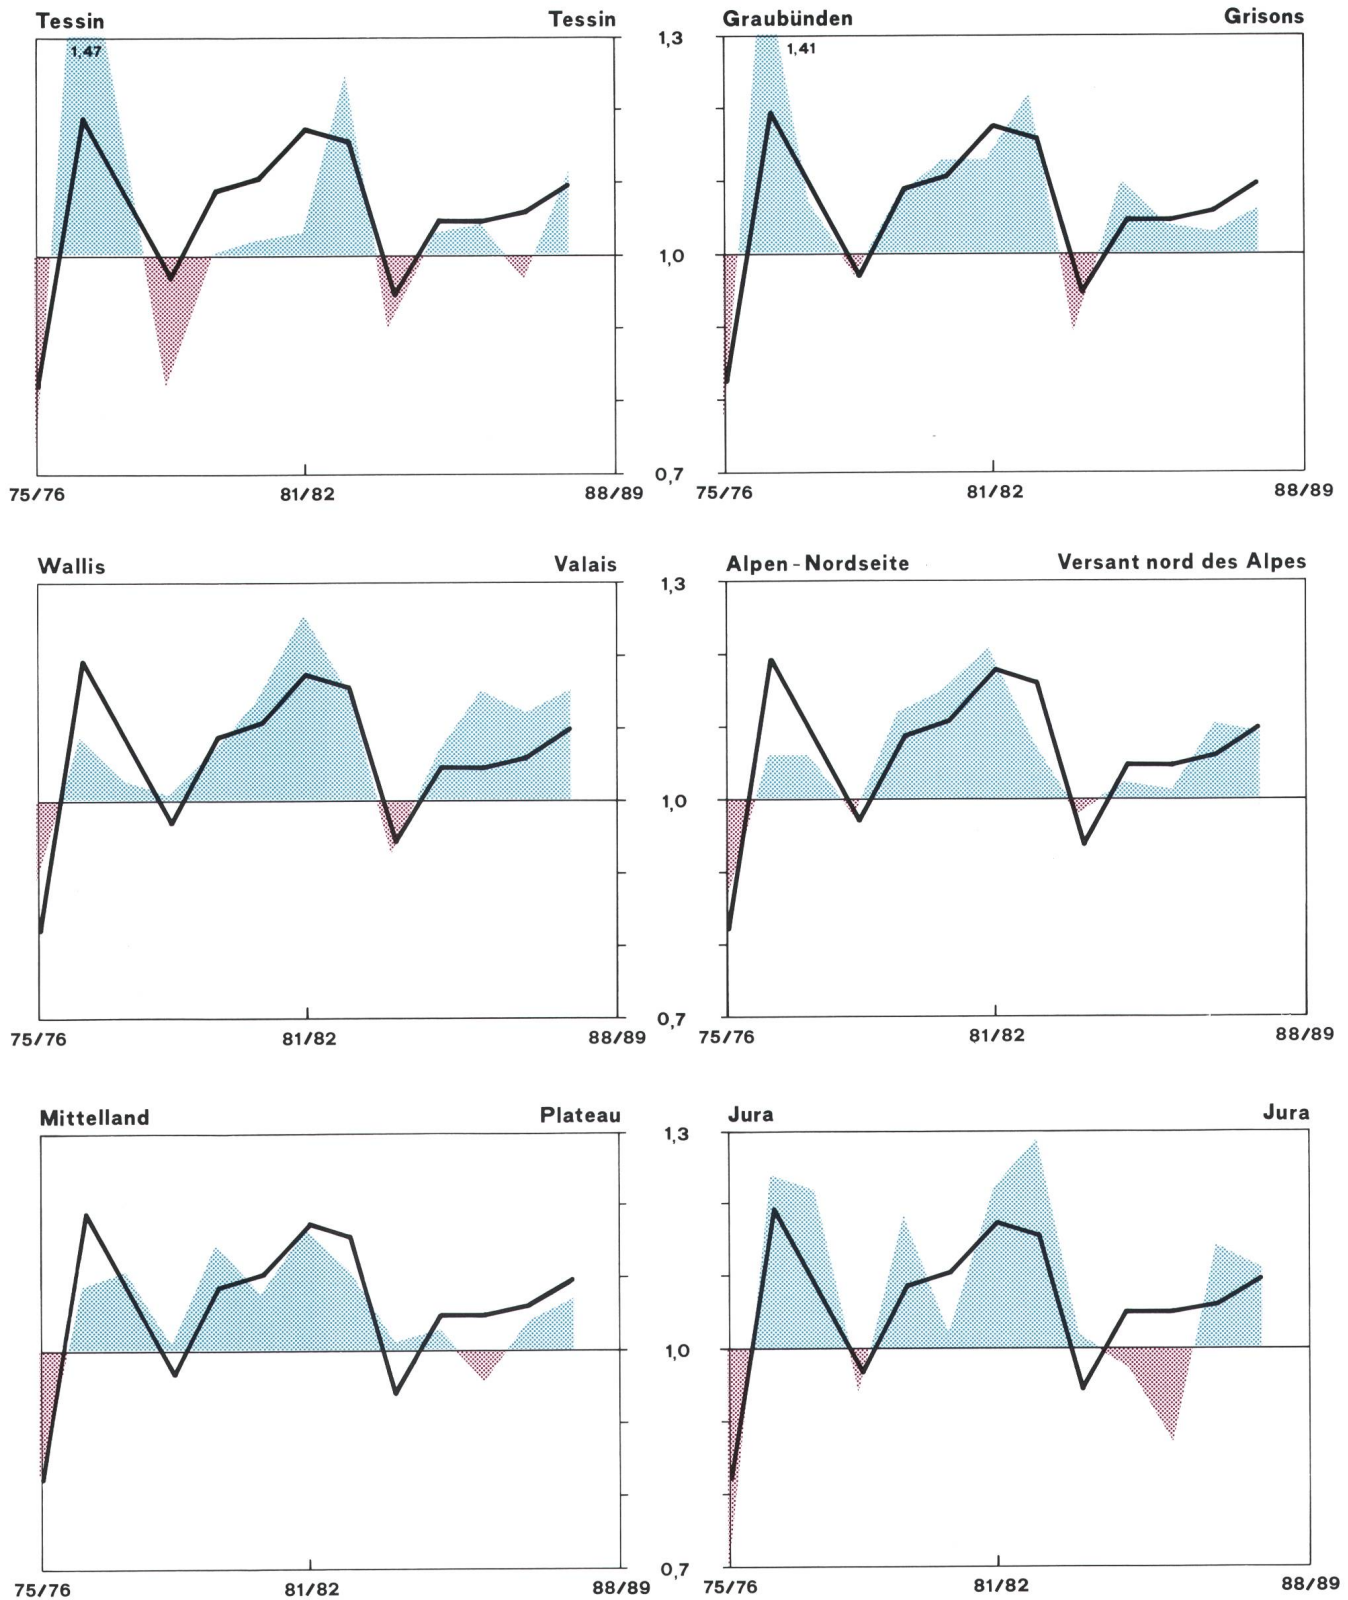 Tessin Tessin Graubünden Grisons
1,47 1,3 1,41
1,0
0,7
75/76 81/82 88/89 75/76 81/82 88/89
Wallis Valais Alpen-Nordseite Versant nord des Alpes
1,3
1,0
0,7
75/76 81/82 88/89 75/76 81/82 88/89
Mittelland Plateau Jura Jura
1,3
1,0
0,7
75/76 81/82 88/89 75/76 81/82 88/89